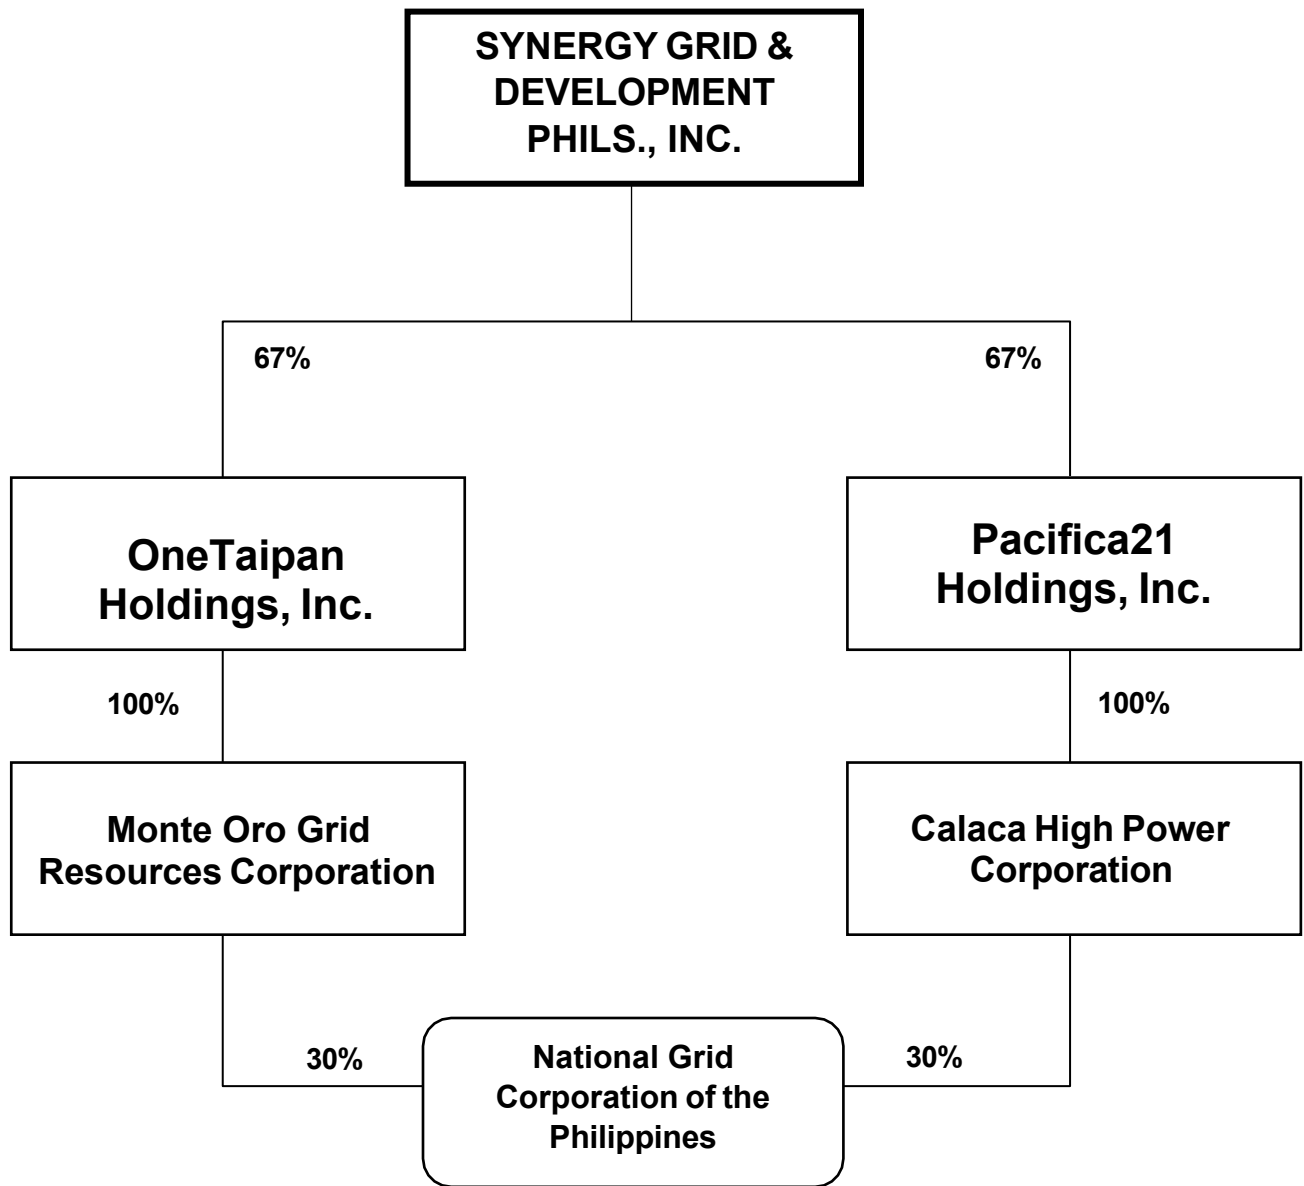 SYNERGY GRID &
DEVELOPMENT
PHILS., INC.
67%
67%
OneTaipan
Holdings, Inc.
Pacifica21
Holdings, Inc.
100%
100%
Monte Oro Grid
Resources Corporation
Calaca High Power
Corporation
30%
National Grid
Corporation of the
Philippines
30%